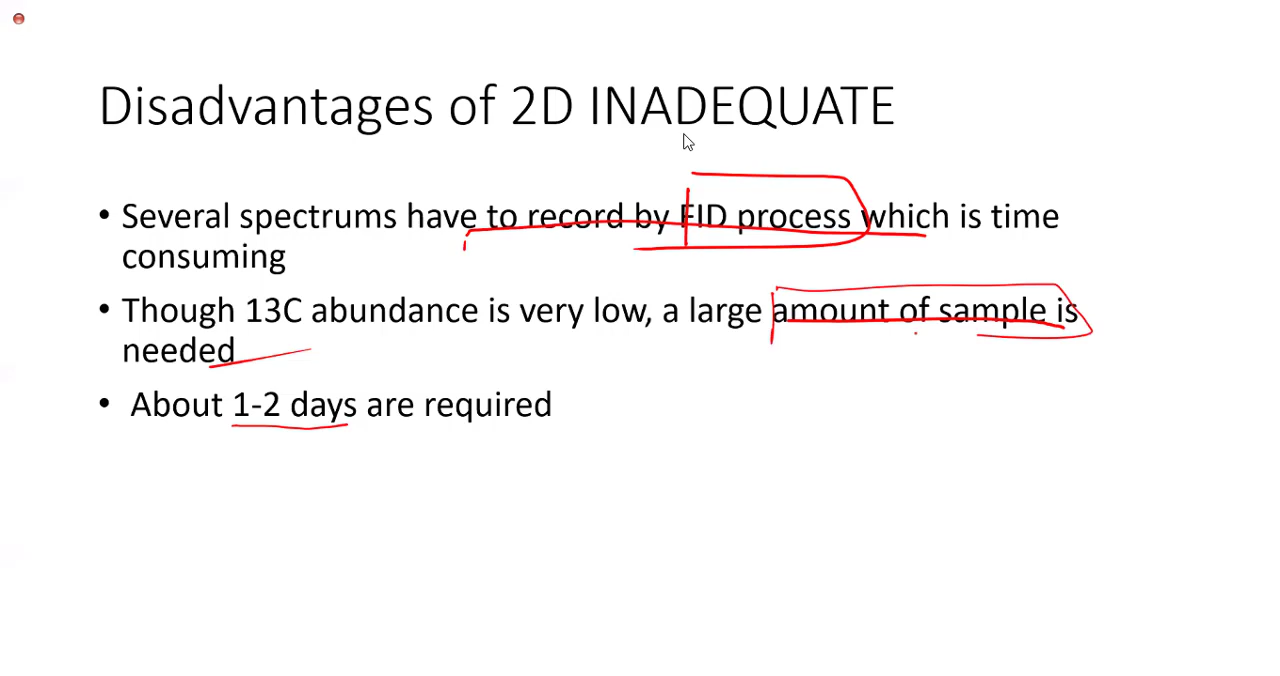 Disadvantages of 2D INADEQUATE
• Several spectrums have to record by FID process which is time
consuming
• Though 13C abundance is very low, a large amount of sample is
needed
• About 1-2 days are required